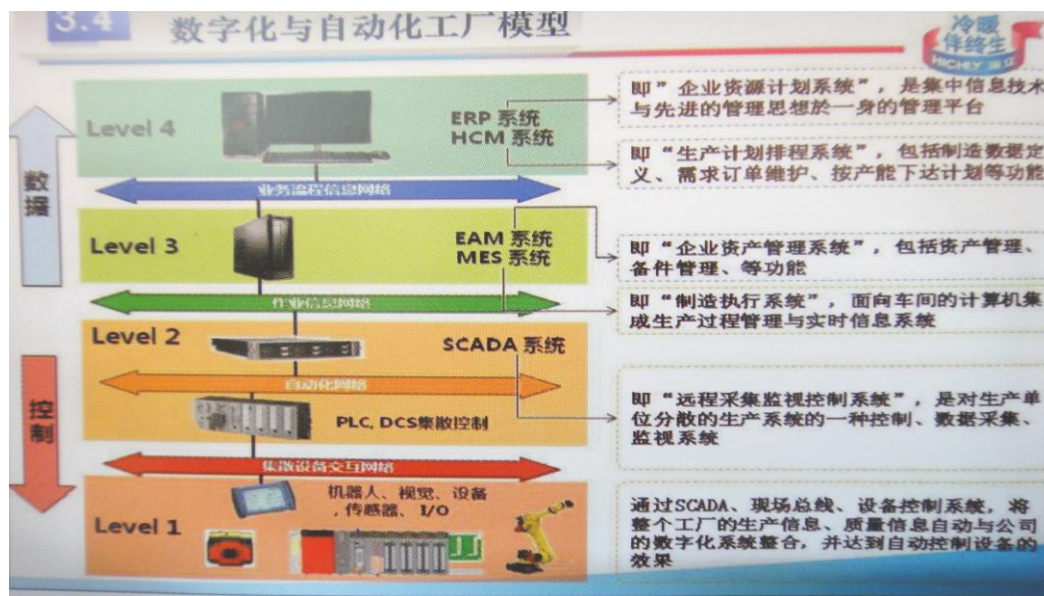 3.4 数字化与自动化工厂模型
冷暖
伴终生
HIGHLY 海立
数据
控制
Level 4
ERP 系统
HCM 系统
即”企业资源计划系统”，是集中信息技术
与先进的管理思想於一身的管理平台
即“生产计划排程系统”，包括制造数据定
义、需求订单维护、按产能下达计划等功能
业务流程信息网络
Level 3
EAM 系统
MES 系统
即“企业资产管理系统”，包括资产管理、
备件管理、等功能
作业信息网络
即“制造执行系统”，面向车间的计算机集
成生产过程管理与实时信息系统
Level 2
SCADA 系统
自动化网络
PLC, DCS集散控制
即“远程采集监视控制系统”，是对生产单
位分散的生产系统的一种控制、数据采集、
监视系统
集散设备交互网络
Level 1
机器人、视觉、设备
，传感器、I/O
通过SCADA、现场总线、设备控制系统，将
整个工厂的生产信息、质量信息自动与公司
的数字化系统整合，并达到自动控制设备的
效果